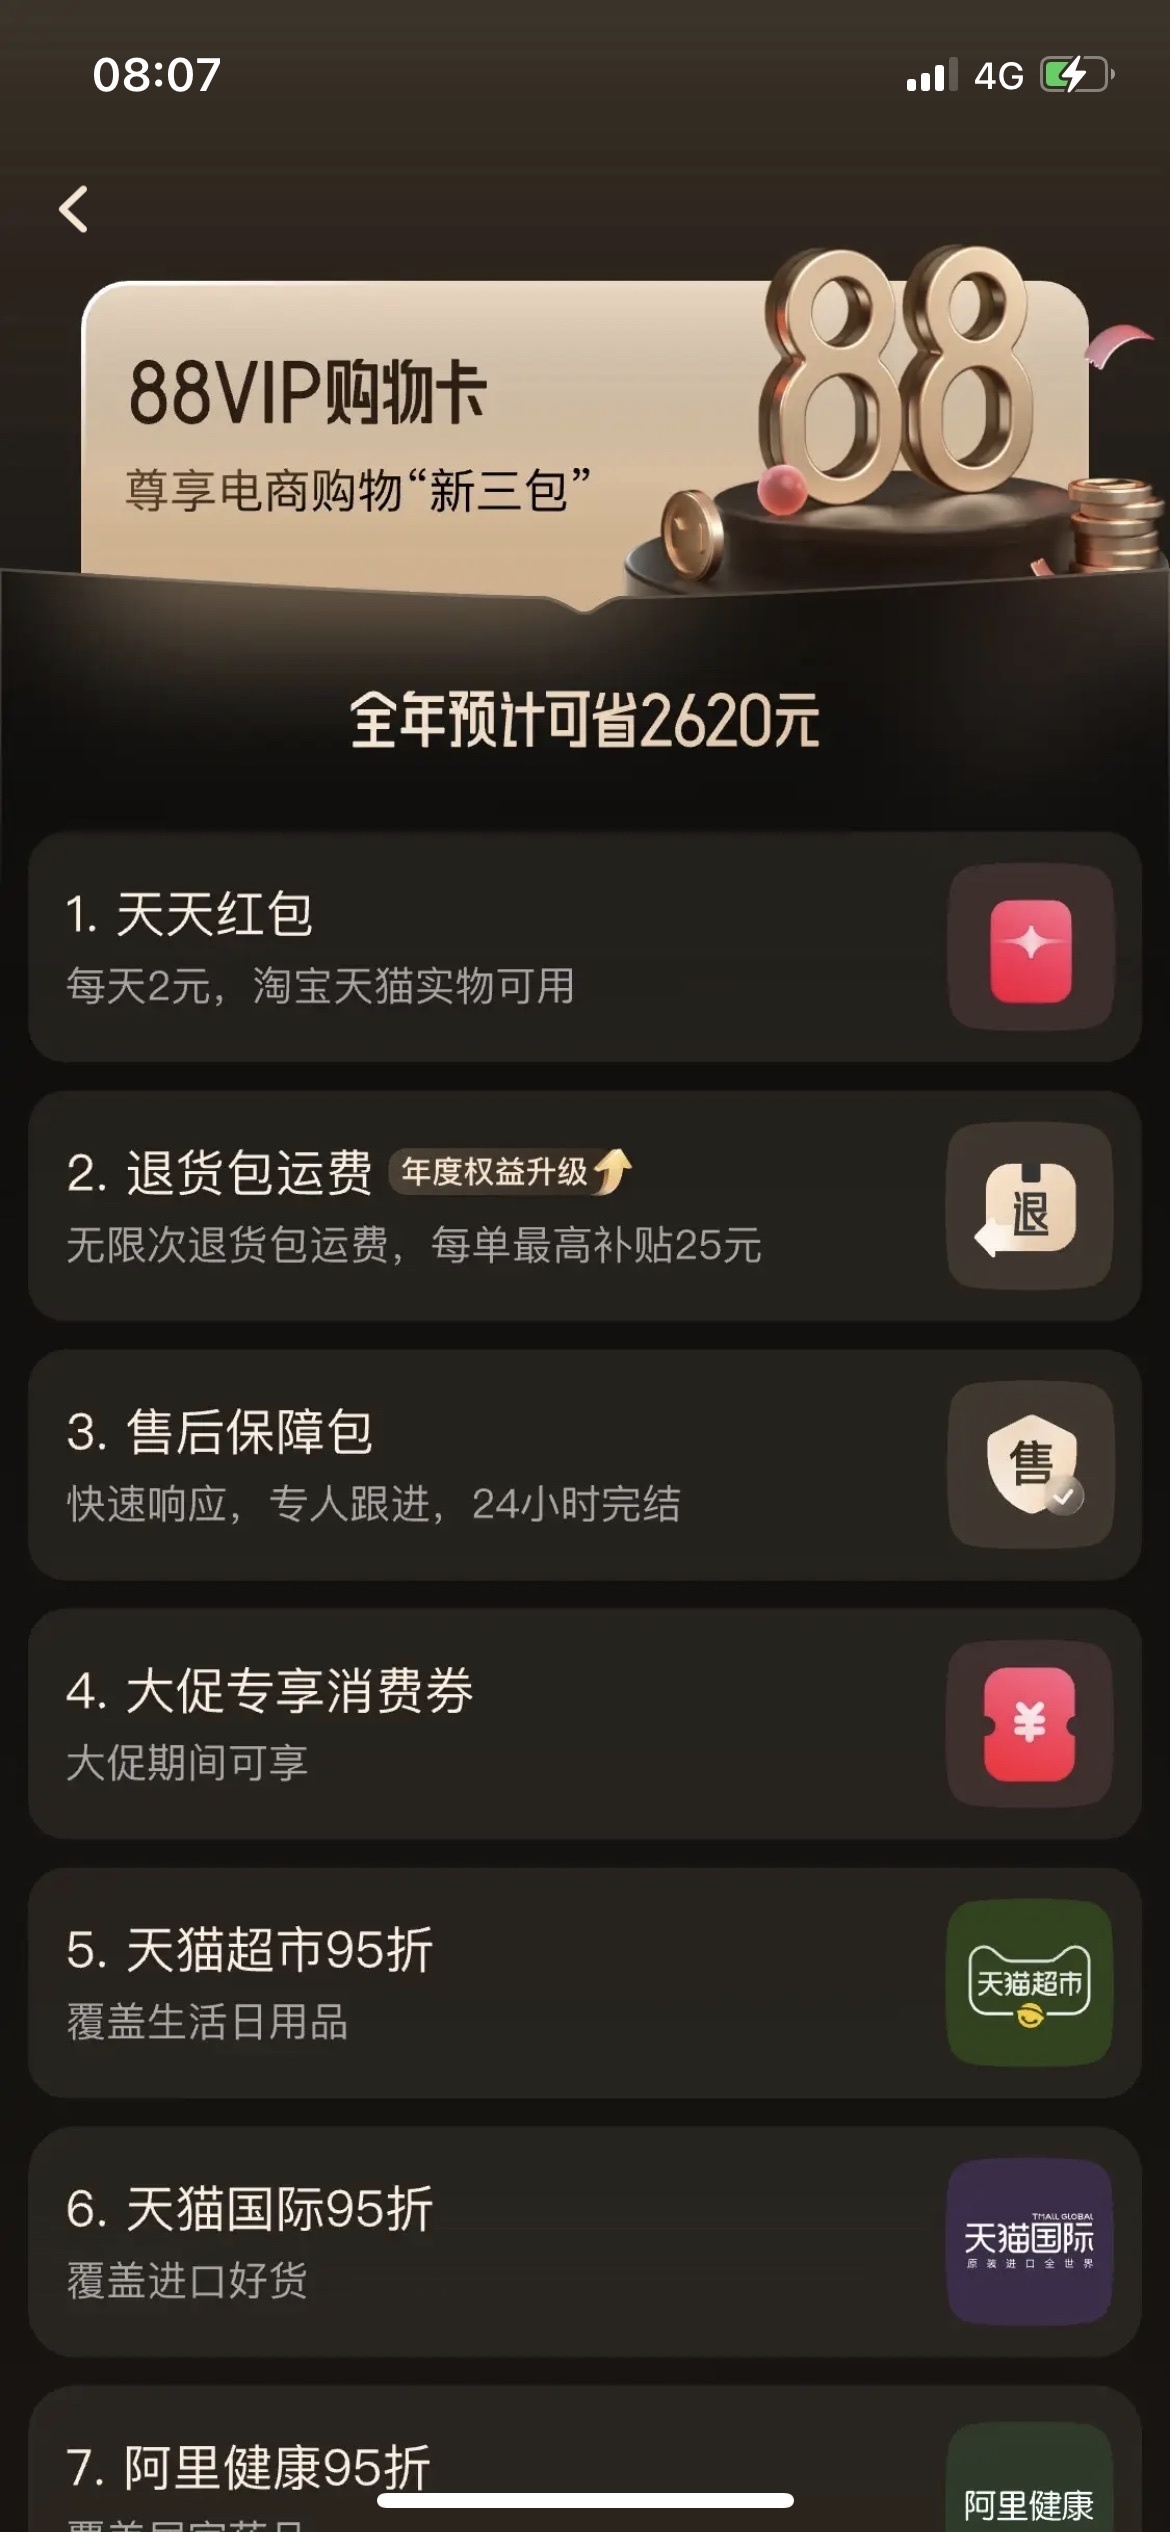 08:07
4G
88VIP购物卡
尊享电商购物“新三包”
88
全年预计可省2620元
1. 天天红包
每天2元，淘宝天猫实物可用
2. 退货包运费 年度权益升级
无限次退货包运费，每单最高补贴25元
退
3. 售后保障包
快速响应，专人跟进，24小时完结
售
4. 大促专享消费券
大促期间可享
¥
5. 天猫超市95折
覆盖生活日用品
天猫超市
6. 天猫国际95折
覆盖进口好货
TMALL GLOBAL
天猫国际
原装进口全世界
7. 阿里健康95折
阿里健康